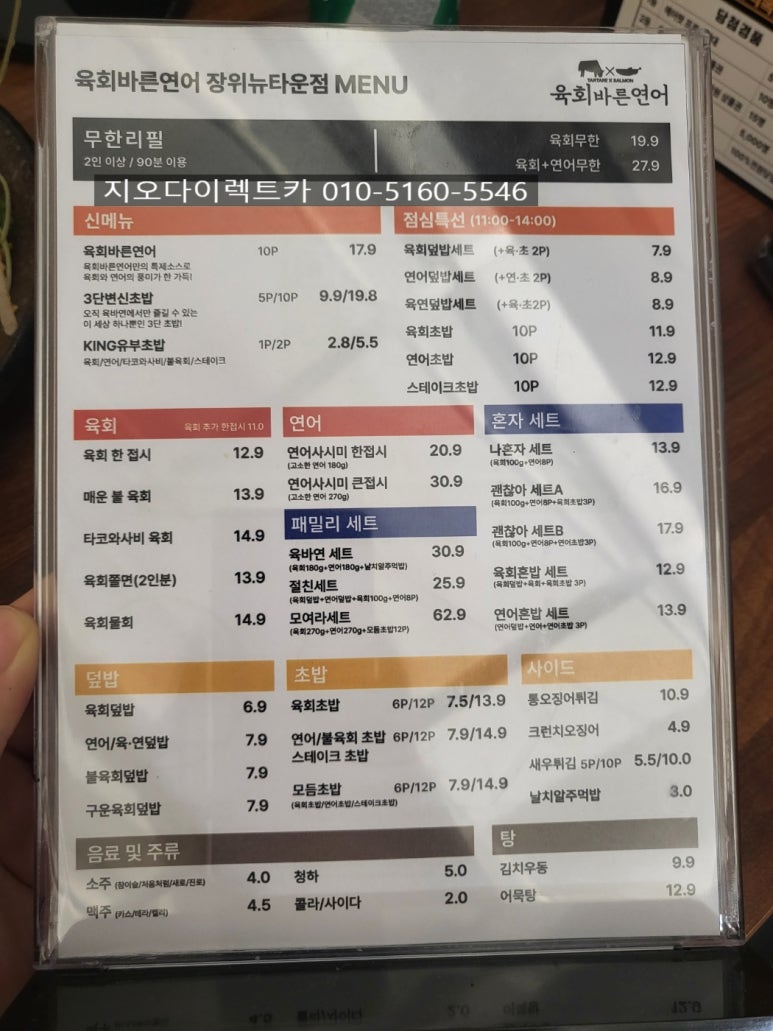 육회바른연어 장위뉴타운점 MENU
TARTARE X SALMON
육회바른연어
무한리필
2인 이상 / 90분 이용
육회무한 19.9
육회+연어무한 27.9
지오다이렉트카 010-5160-5546
신메뉴
육회바른연어 10P 17.9
육회바른연어만의 특제소스로
육회와 연어의 풍미가 한 가득!
3단변신초밥 5P/10P 9.9/19.8
오직 육바연에서만 즐길 수 있는
이 세상 하나뿐인 3단 초밥!
KING유부초밥 1P/2P 2.8/5.5
육회/연어/타코와사비/불육회/스테이크
점심특선 (11:00-14:00)
육회덮밥세트 (+육·초 2P) 7.9
연어덮밥세트 (+연·초 2P) 8.9
육연덮밥세트 (+육·초2P) 8.9
육회초밥 10P 11.9
연어초밥 10P 12.9
스테이크초밥 10P 12.9
육회 육회 추가 한접시 11.0
육회 한 접시 12.9
매운 불 육회 13.9
타코와사비 육회 14.9
육회쫄면(2인분) 13.9
육회물회 14.9
연어
연어사시미 한접시 20.9
(고소한 연어 180g)
연어사시미 큰접시 30.9
(고소한 연어 270g)
패밀리 세트
육바연 세트 30.9
(육회180g+연어180g+날치알주먹밥)
절친세트 25.9
(육회덮밥+연어덮밥+육회100g+연어8P)
모여라세트 62.9
(육회270g+연어270g+모듬초밥12P)
혼자 세트
나혼자 세트 13.9
(육회100g+연어8P)
괜찮아 세트A 16.9
(육회100g+연어8P+육회초밥3P)
괜찮아 세트B 17.9
(육회100g+연어8P+연어초밥3P)
육회혼밥 세트 12.9
(육회덮밥+육회+육회초밥 3P)
연어혼밥 세트 13.9
(연어덮밥+연어+연어초밥 3P)
덮밥
육회덮밥 6.9
연어/육·연덮밥 7.9
불육회덮밥 7.9
구운육회덮밥 7.9
초밥
육회초밥 6P/12P 7.5/13.9
연어/불육회 초밥 6P/12P 7.9/14.9
스테이크 초밥
모듬초밥 6P/12P 7.9/14.9
(육회초밥/연어초밥/스테이크초밥)
사이드
통오징어튀김 10.9
크런치오징어 4.9
새우튀김 5P/10P 5.5/10.0
날치알주먹밥 3.0
음료 및 주류
소주 (참이슬/처음처럼/새로/진로) 4.0
맥주 (카스/테라/켈리) 4.5
청하 5.0
콜라/사이다 2.0
탕
김치우동 9.9
어묵탕 12.9
당첨경품